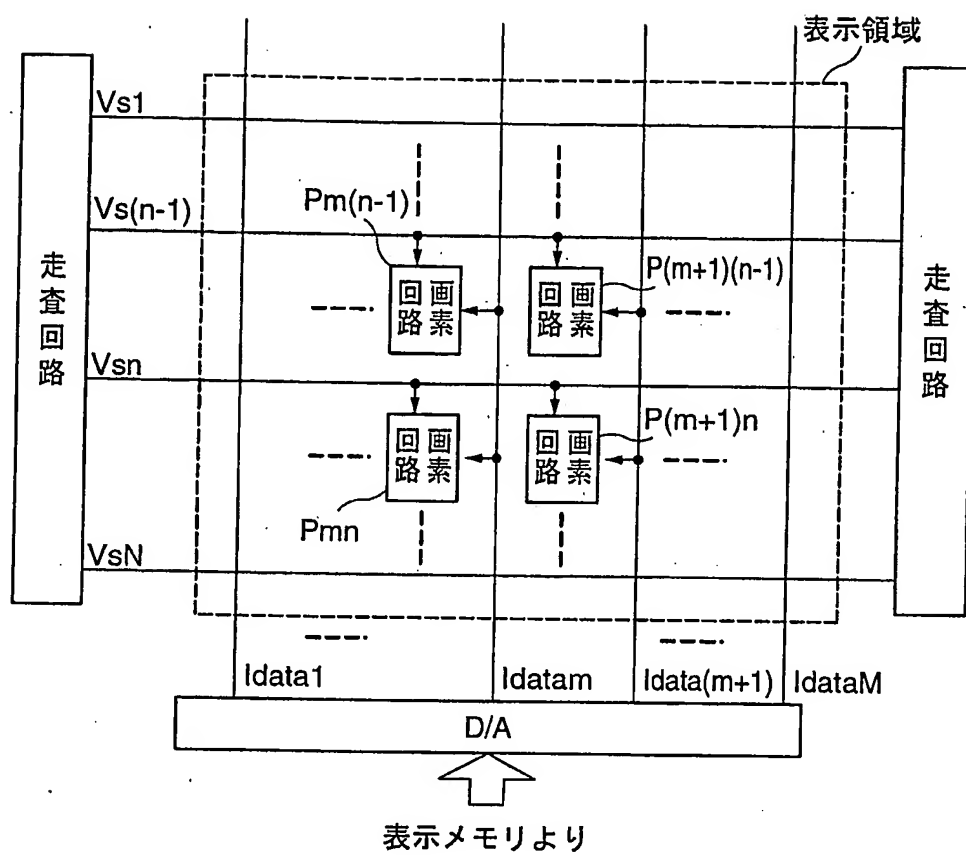 表示領域
Vs1
Pm(n-1)
Vs(n-1)
P(m+1)(n-1)
走査回路
画素回路
画素回路
走査回路
Vsn
P(m+1)n
画素回路
画素回路
Pmn
VsN
Idata1
Idatam
Idata(m+1)
IdataM
D/A
表示メモリより